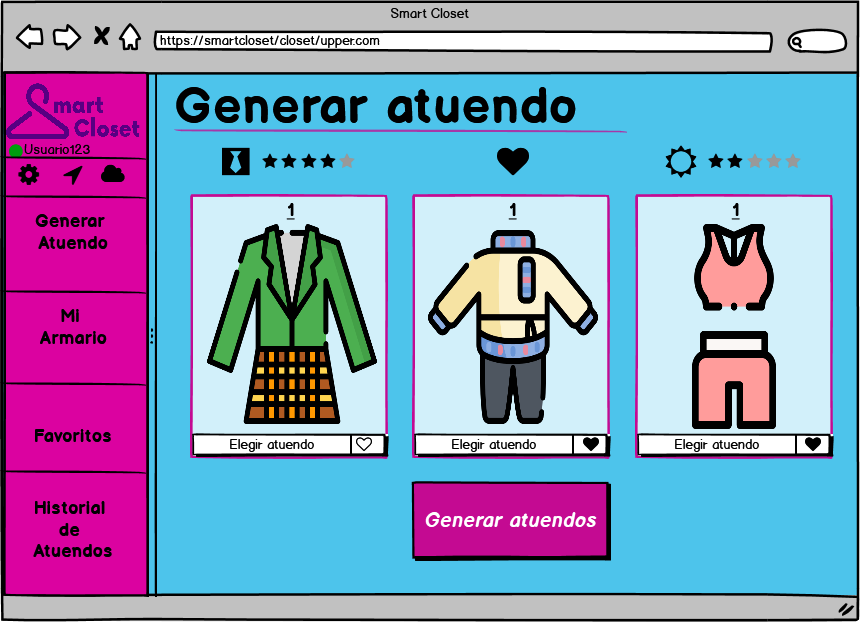 Smart Closet
https://smartcloset/closet/upper.com
Smart
Closet
Usuario123
Generar
Atuendo
Mi
Armario
Favoritos
Historial
de
Atuendos
Generar atuendo
1
1
1
Elegir atuendo
Elegir atuendo
Elegir atuendo
Generar atuendos